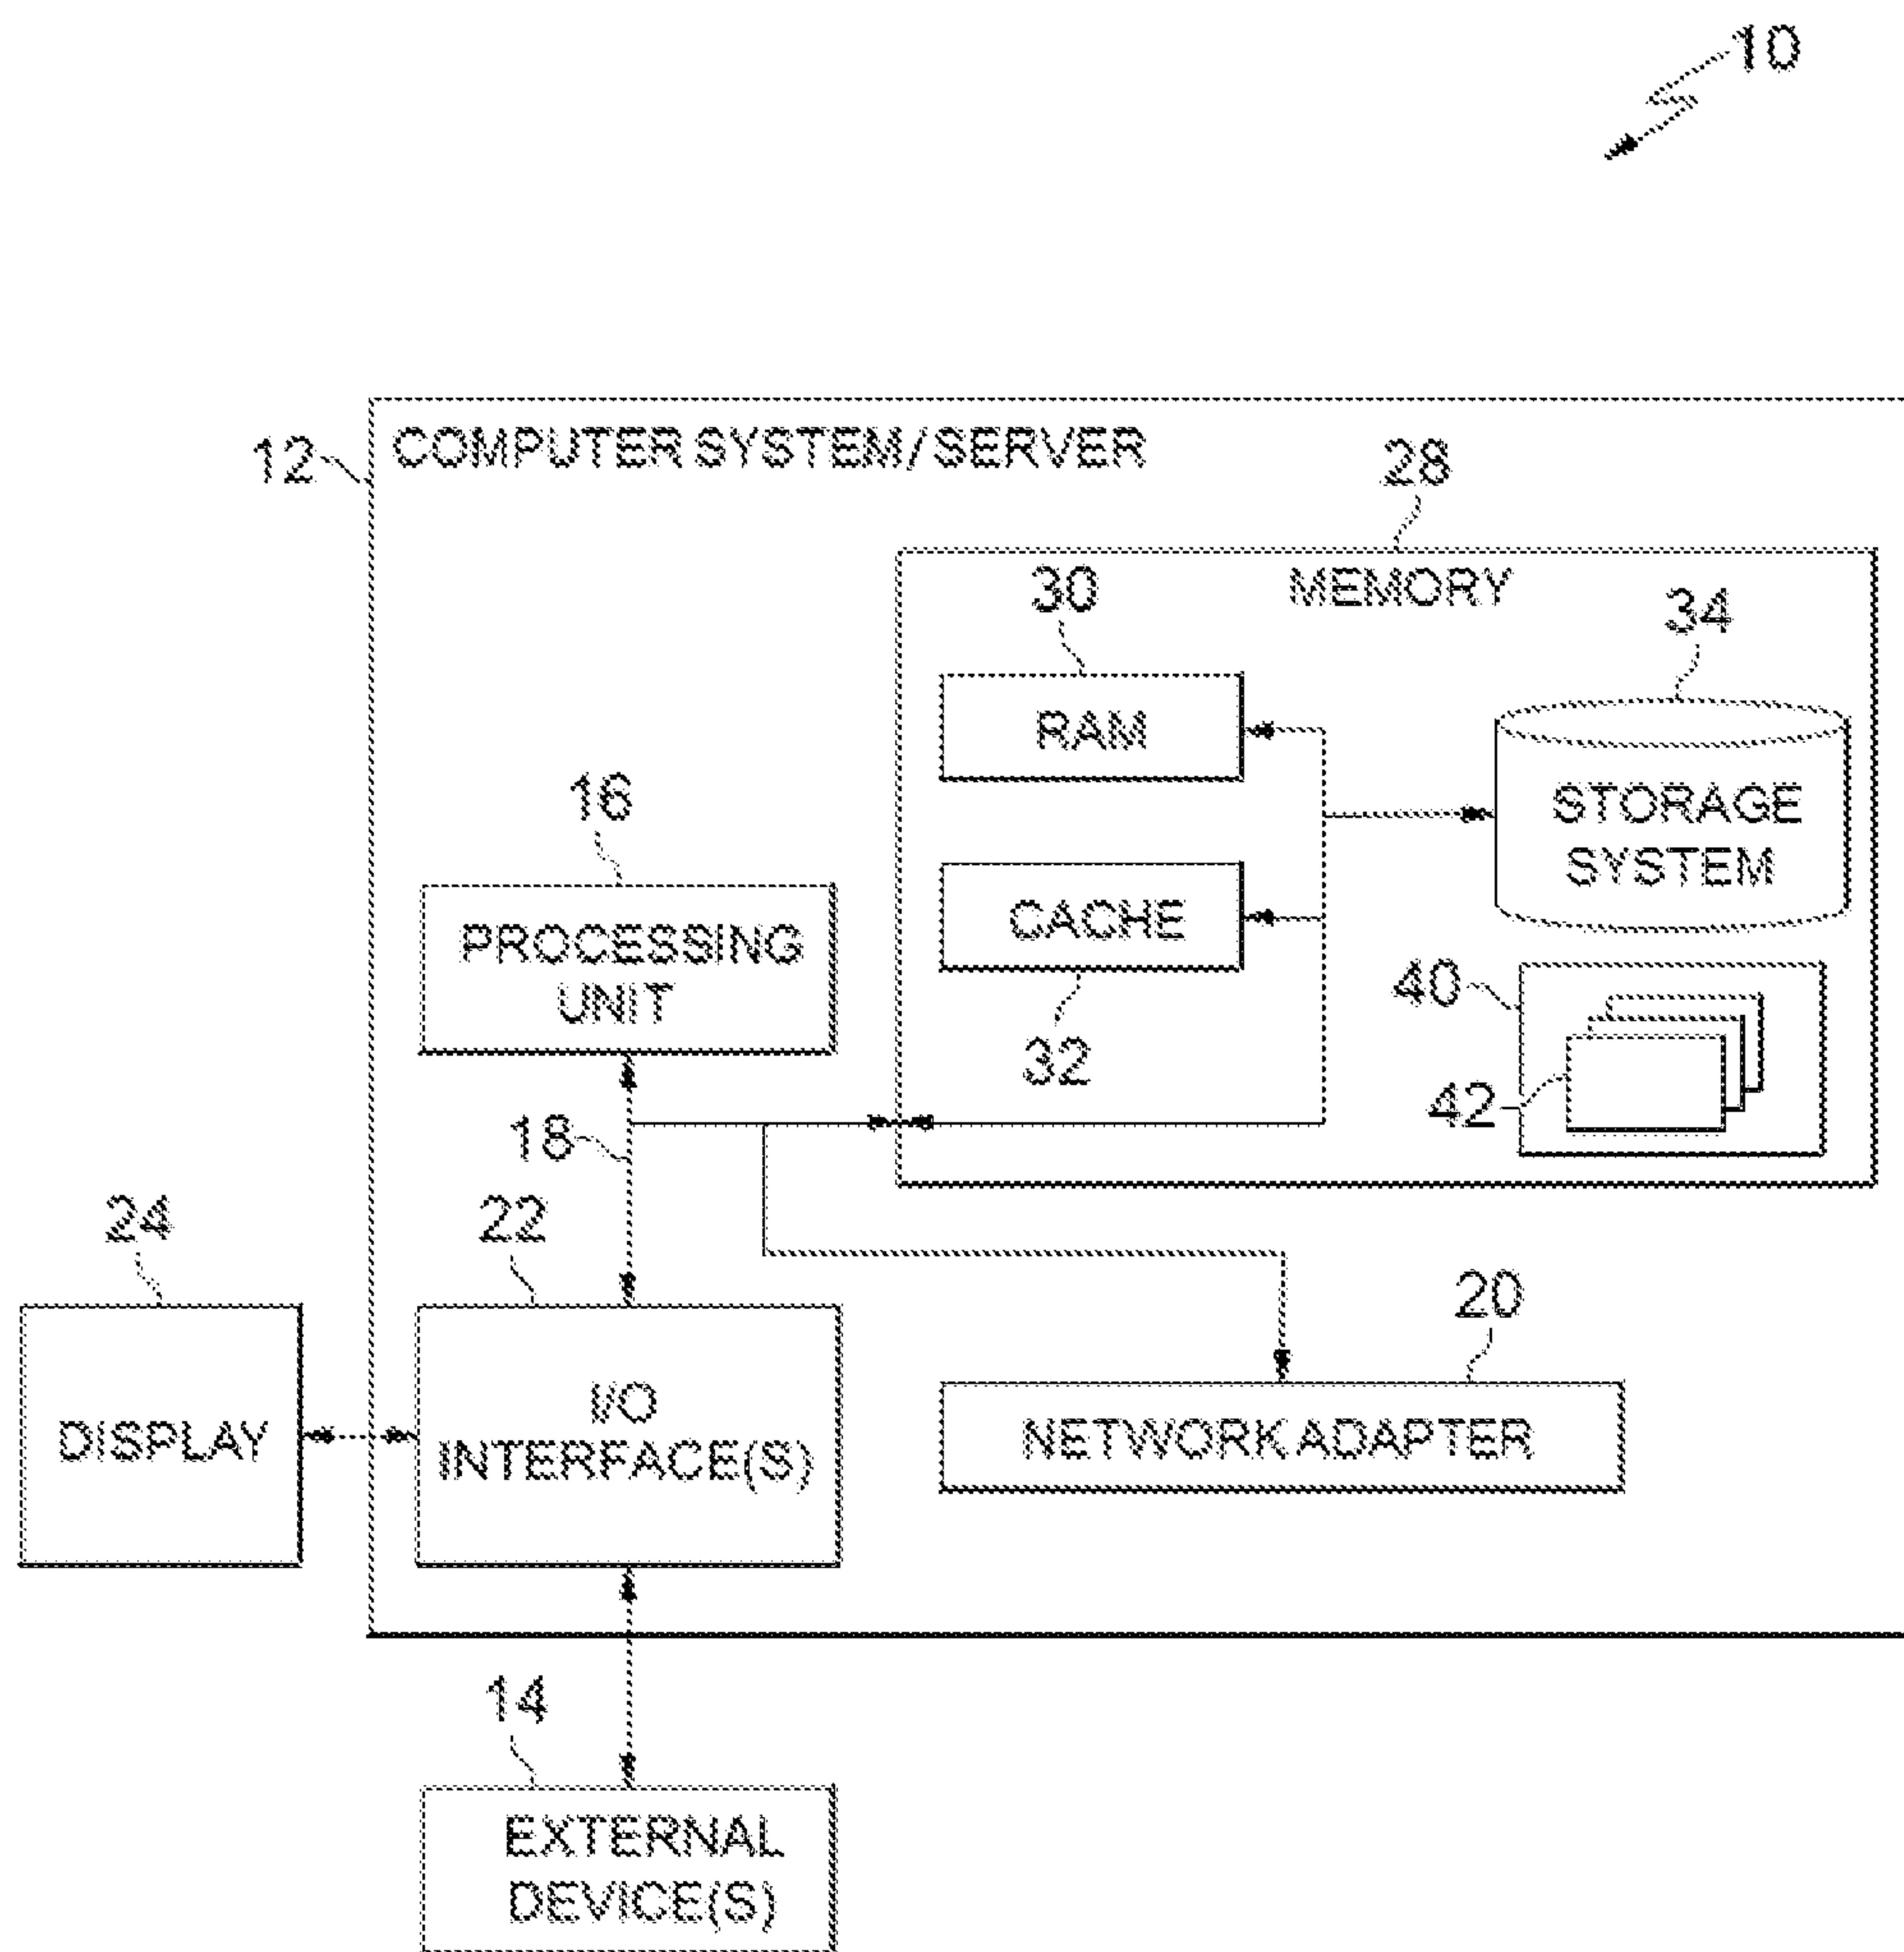 10
12
COMPUTER SYSTEM / SERVER
28
MEMORY
30
34
RAM
STORAGE
SYSTEM
16
CACHE
PROCESSING
UNIT
40
32
42
18
24
22
20
DISPLAY
I/O
INTERFACE(S)
NETWORK ADAPTER
14
EXTERNAL
DEVICE(S)